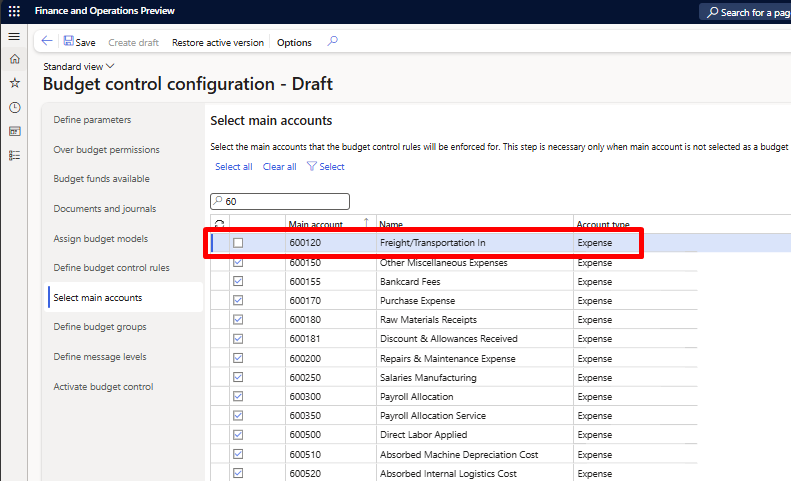 Finance and Operations Preview
Search for a pag
Save Create draft Restore active version Options
Standard view
Budget control configuration - Draft
Define parameters
Over budget permissions
Budget funds available
Documents and journals
Assign budget models
Define budget control rules
Select main accounts
Define budget groups
Define message levels
Activate budget control
Select main accounts
Select the main accounts that the budget control rules will be enforced for. This step is necessary only when main account is not selected as a budget
Select all Clear all Select
60
Main account Name Account type
600120 Freight/Transportation In Expense
600150 Other Miscellaneous Expenses Expense
600155 Bankcard Fees Expense
600170 Purchase Expense Expense
600180 Raw Materials Receipts Expense
600181 Discount & Allowances Received Expense
600200 Repairs & Maintenance Expense Expense
600250 Salaries Manufacturing Expense
600300 Payroll Allocation Expense
600350 Payroll Allocation Service Expense
600500 Direct Labor Applied Expense
600510 Absorbed Machine Depreciation Cost Expense
600520 Absorbed Internal Logistics Cost Expense